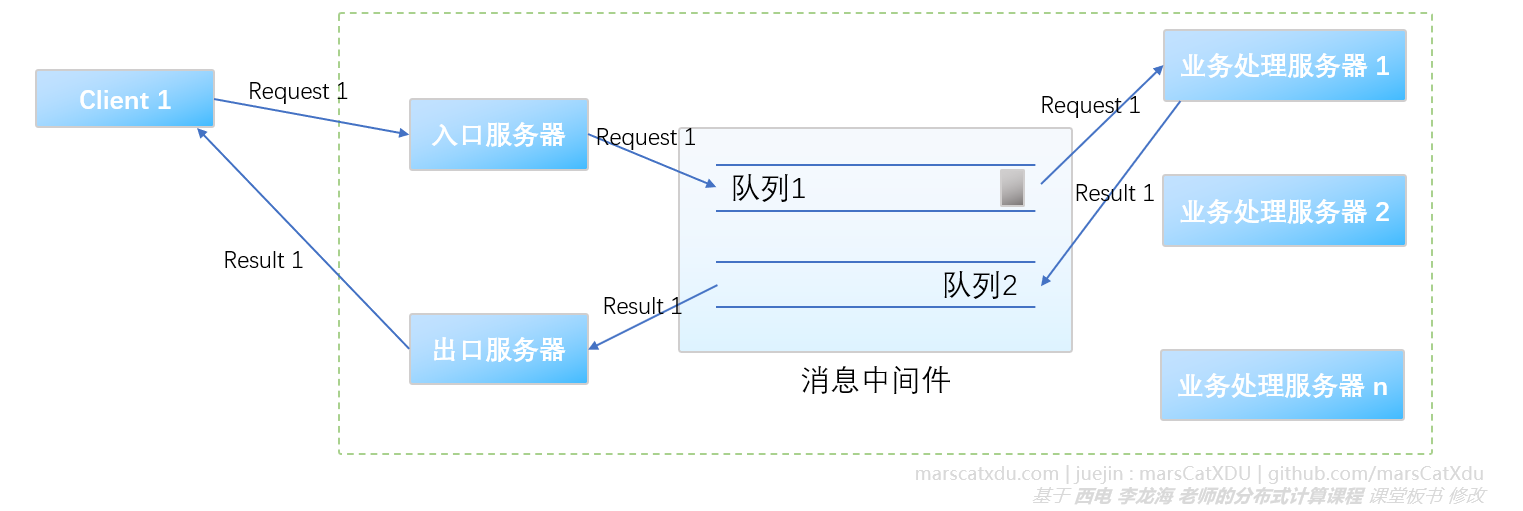 业务处理服务器 1
Client 1
Request 1
Request 1
入口服务器
Request 1
队列1
Result 1
业务处理服务器 2
Result 1
队列2
Result 1
出口服务器
消息中间件
业务处理服务器 n
marscatxdu.com | juejin : marsCatXDU | github.com/marsCatXdu
基于 西电 李龙海 老师的分布式计算课程 课堂板书 修改